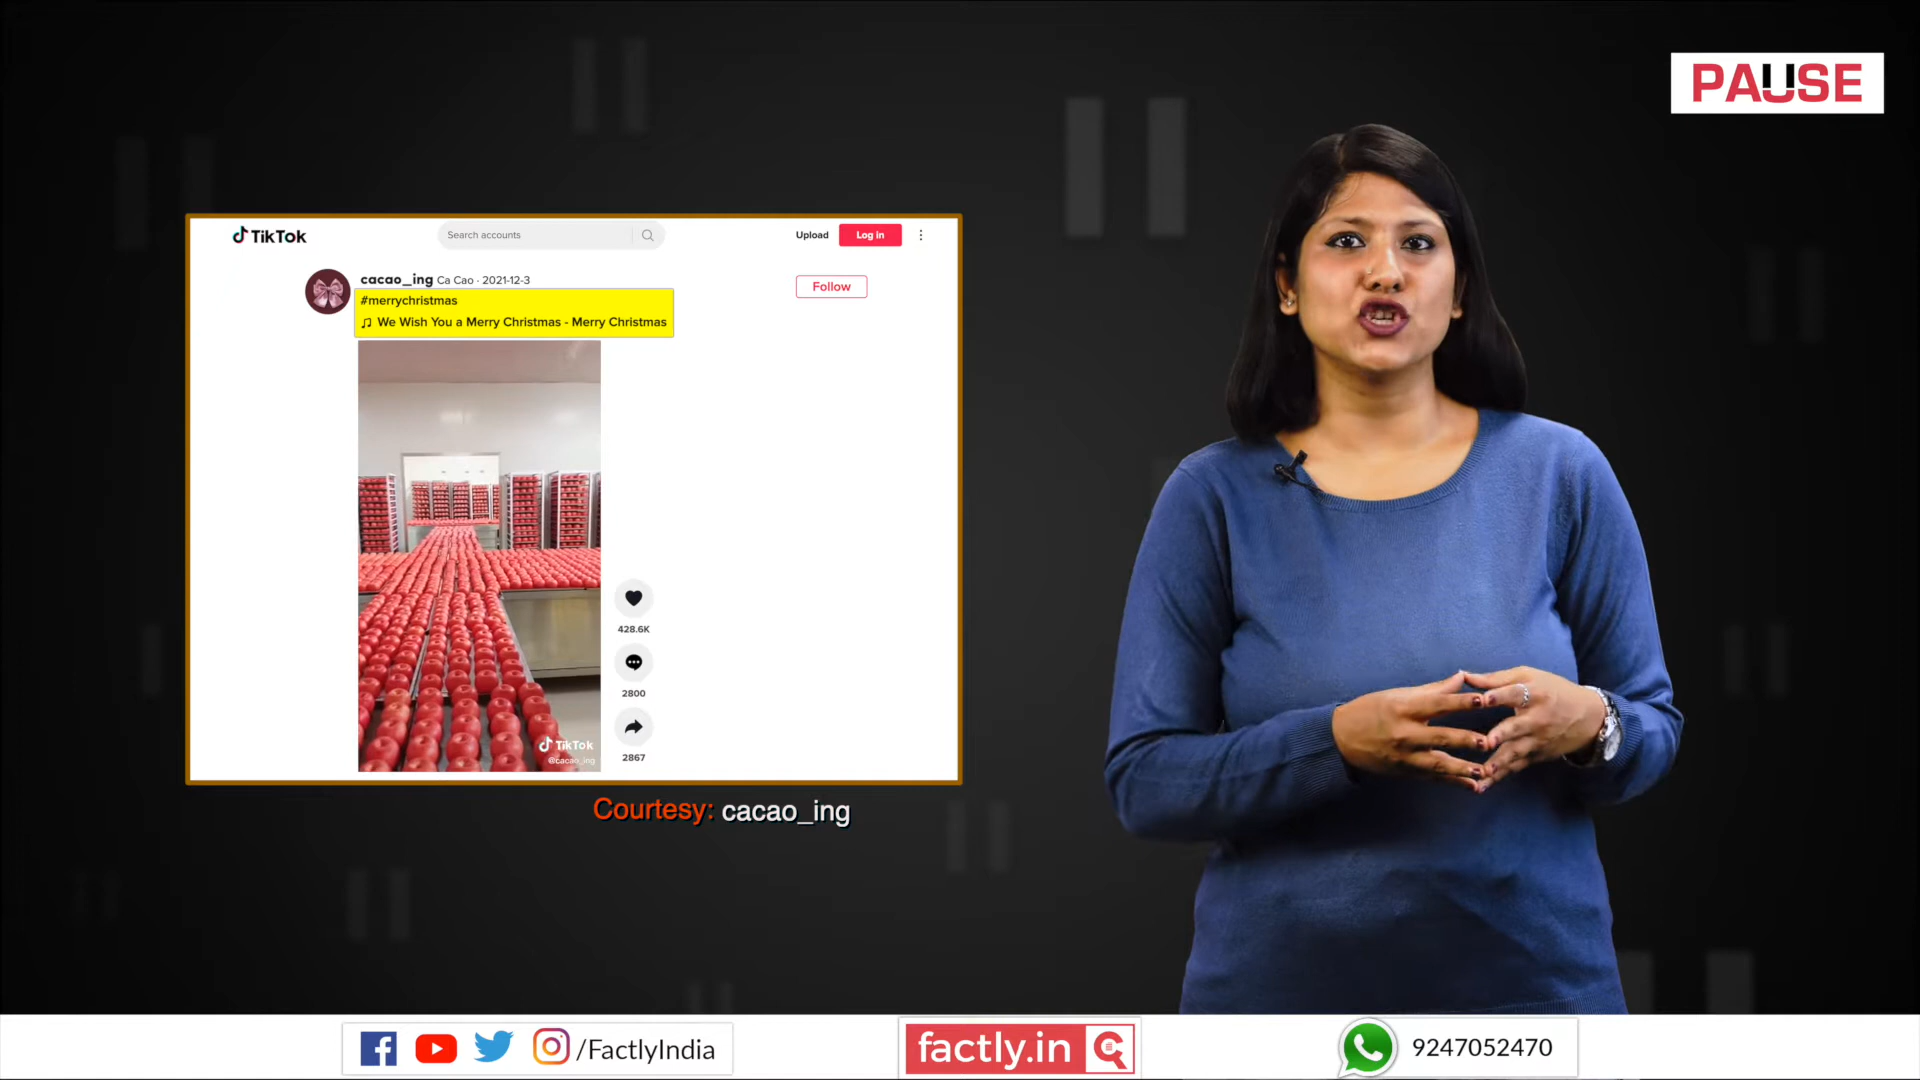 PAUSE
TikTok
Search accounts
Upload
Log in
cacao_ing Ca Cao · 2021-12-3
Follow
#merrychristmas
We Wish You a Merry Christmas - Merry Christmas
428.6K
2800
2867
TikTok
@cacao_ing
Courtesy: cacao_ing
/FactlyIndia
factly.in
9247052470